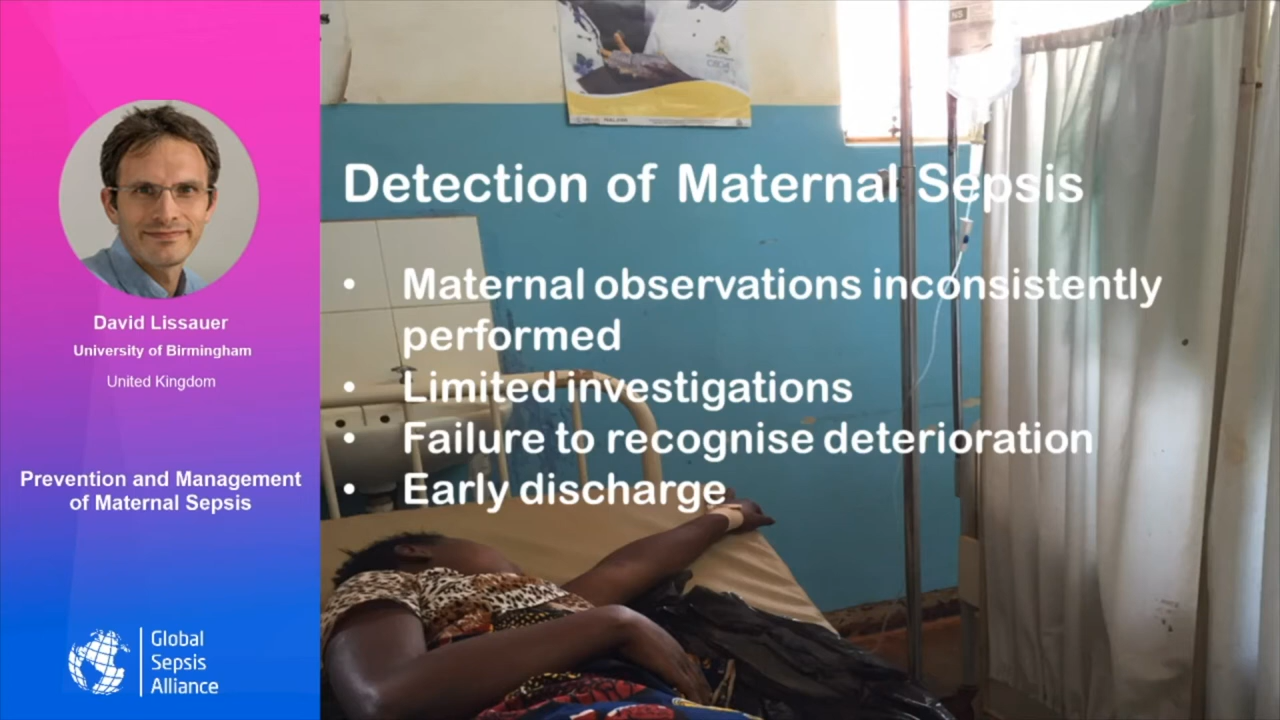 David Lissauer
University of Birmingham
United Kingdom
Prevention and Management
of Maternal Sepsis
Global
Sepsis
Alliance
Detection of Maternal Sepsis
• Maternal observations inconsistently
performed
• Limited investigations
• Failure to recognise deterioration
• Early discharge
NS